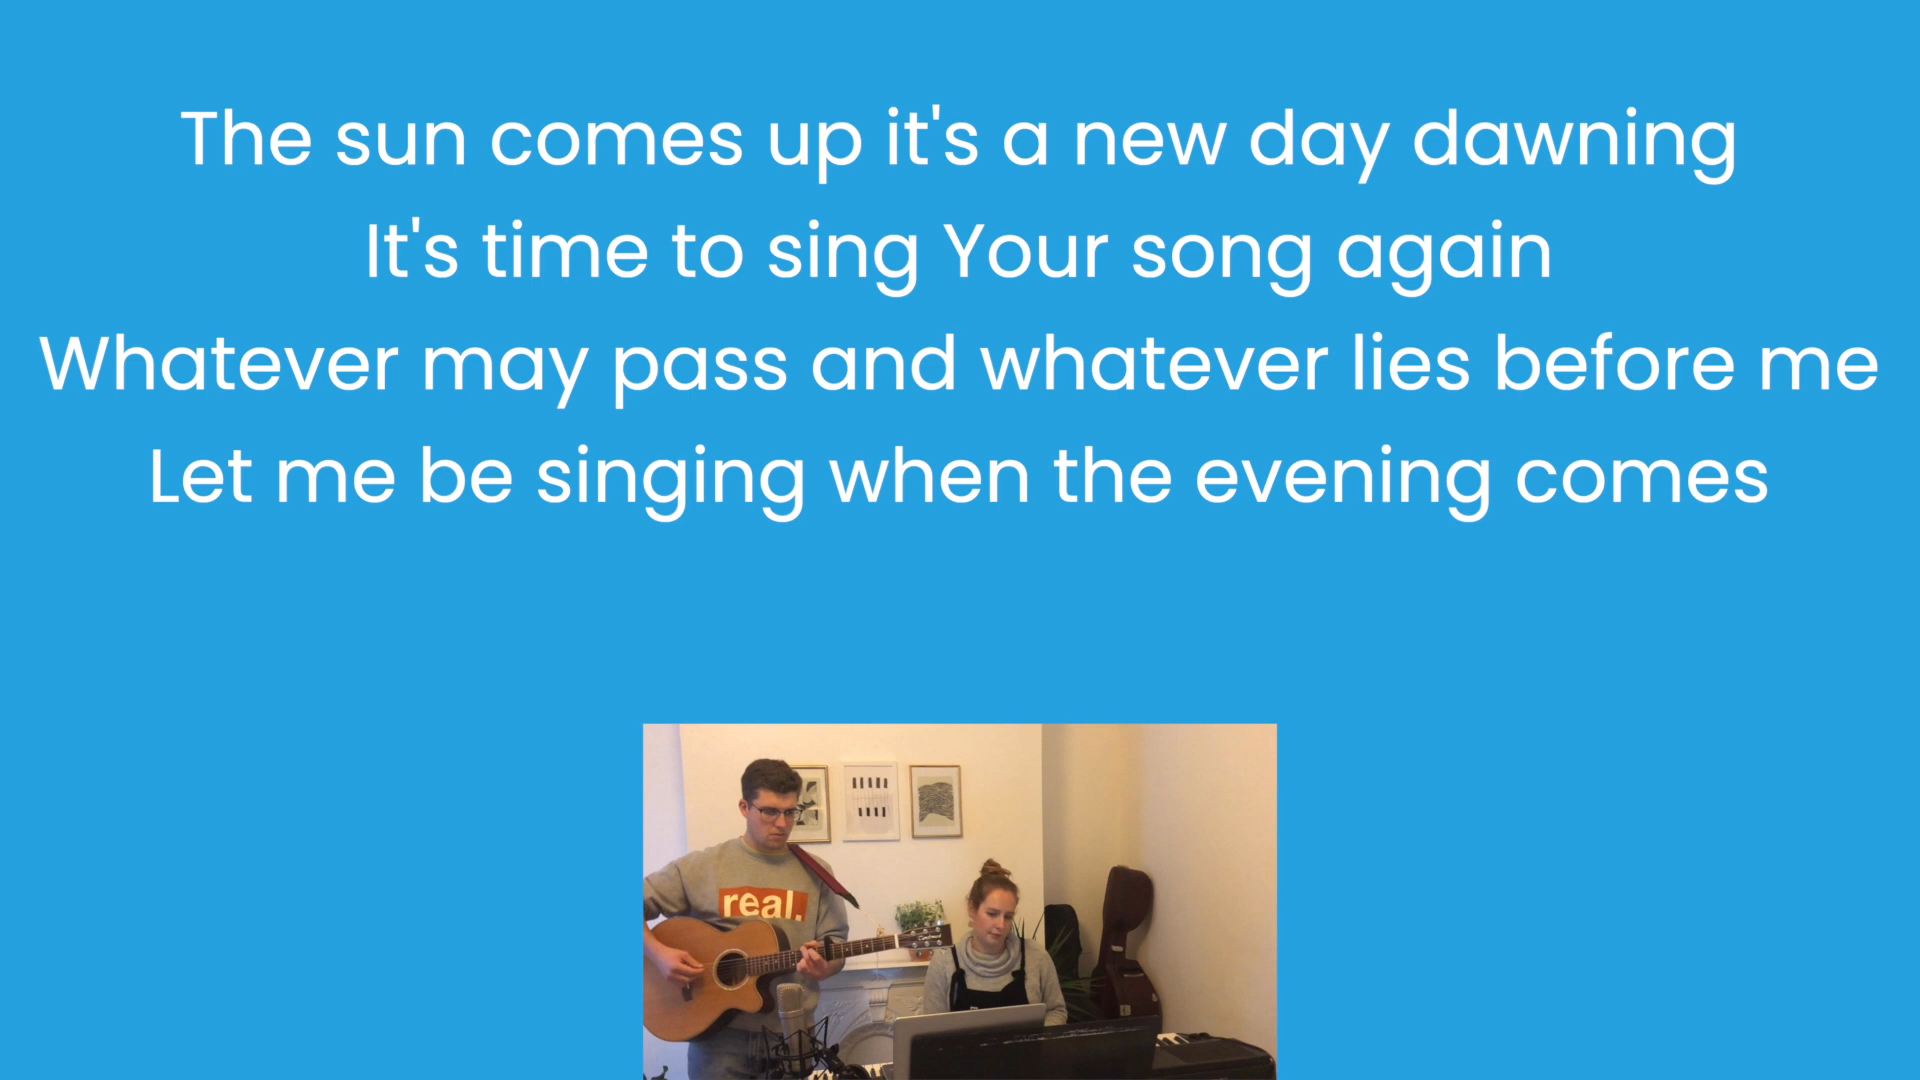 The sun comes up it's a new day dawning
It's time to sing Your song again
Whatever may pass and whatever lies before me
Let me be singing when the evening comes
real.